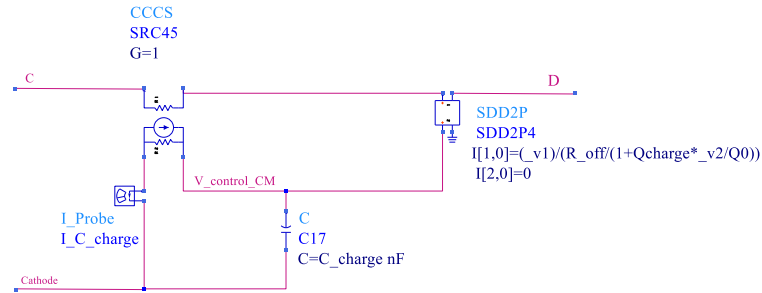 CCCS
SRC45
G=1
C
D
SDD2P
SDD2P4
I[1,0]=(_v1)/(R_off/(1+Qcharge*_v2/Q0))
I[2,0]=0
V_control_CM
I_Probe
I_C_charge
C
C17
C=C_charge nF
Cathode